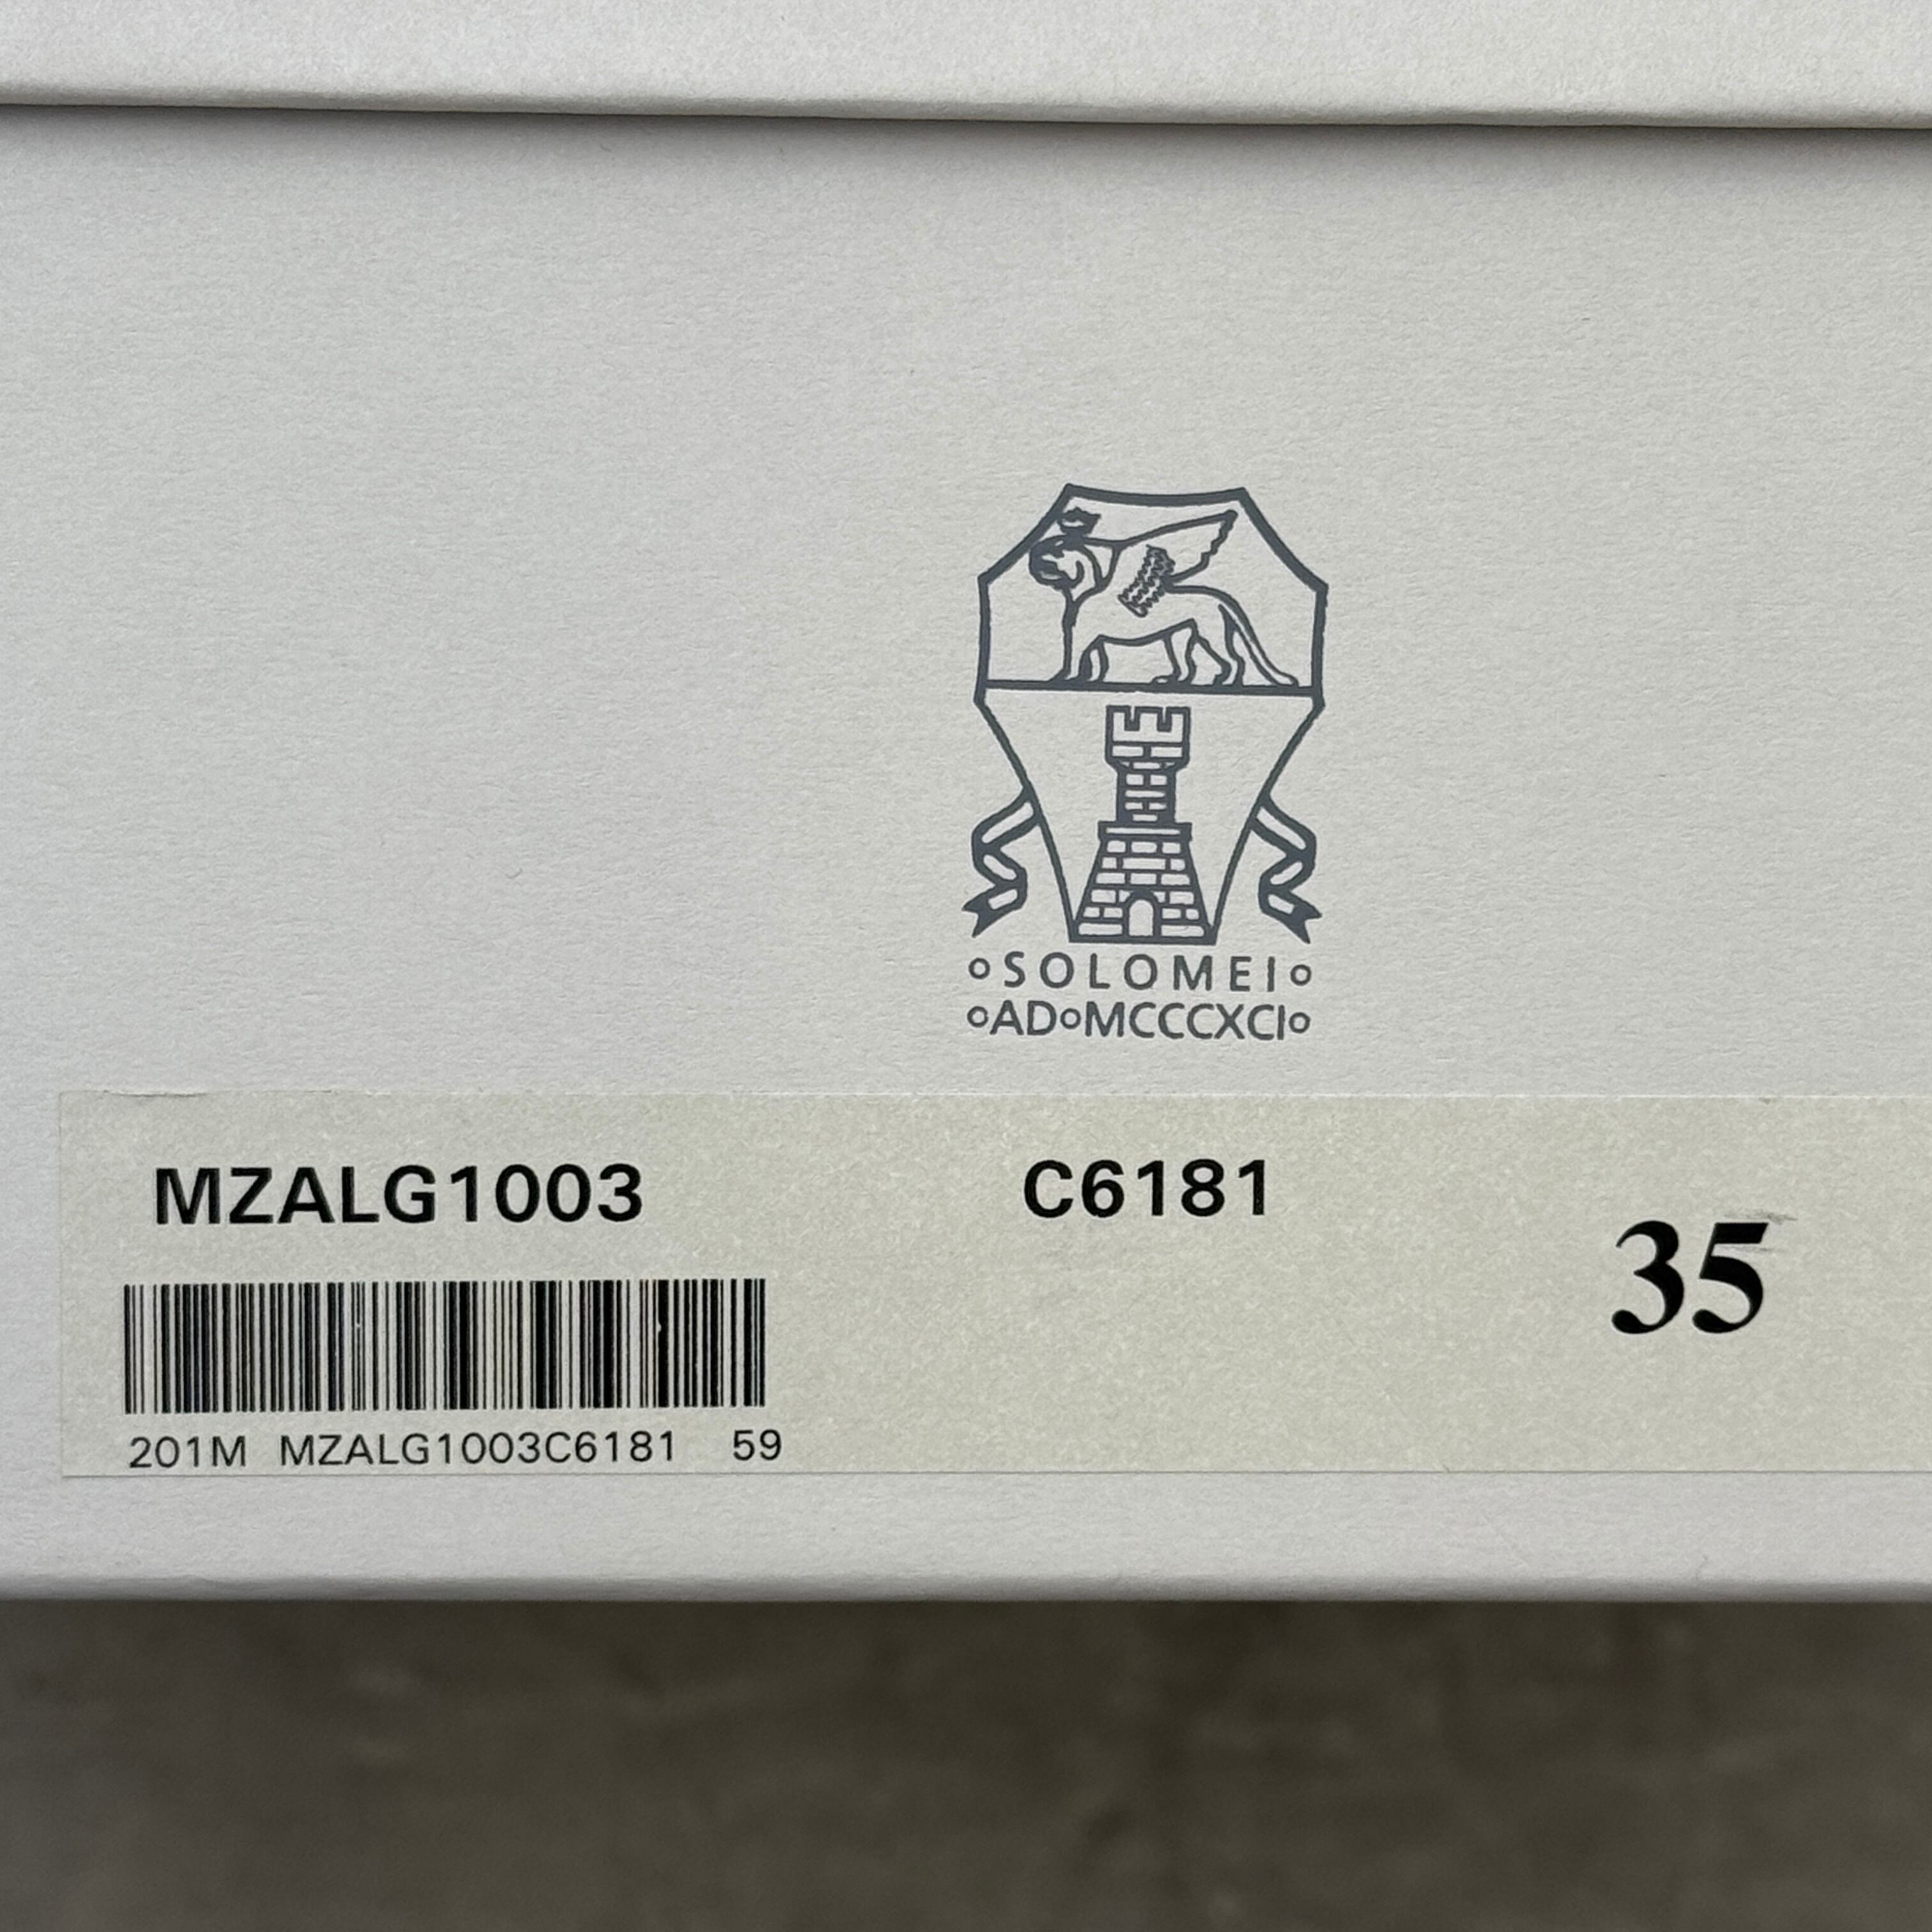 ∘SOLOMEI∘
∘AD∘MCCCXCI∘
MZALG1003 C6181
35
201M MZALG1003C6181 59